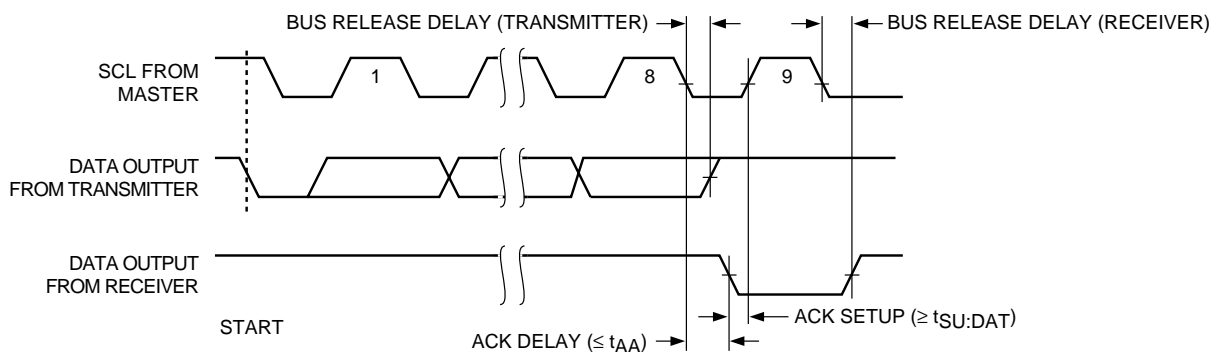 BUS RELEASE DELAY (TRANSMITTER)
BUS RELEASE DELAY (RECEIVER)
SCL FROM
MASTER
1
8
9
DATA OUTPUT
FROM TRANSMITTER
DATA OUTPUT
FROM RECEIVER
START
ACK SETUP (≥ tSU:DAT)
ACK DELAY (≤ tAA)